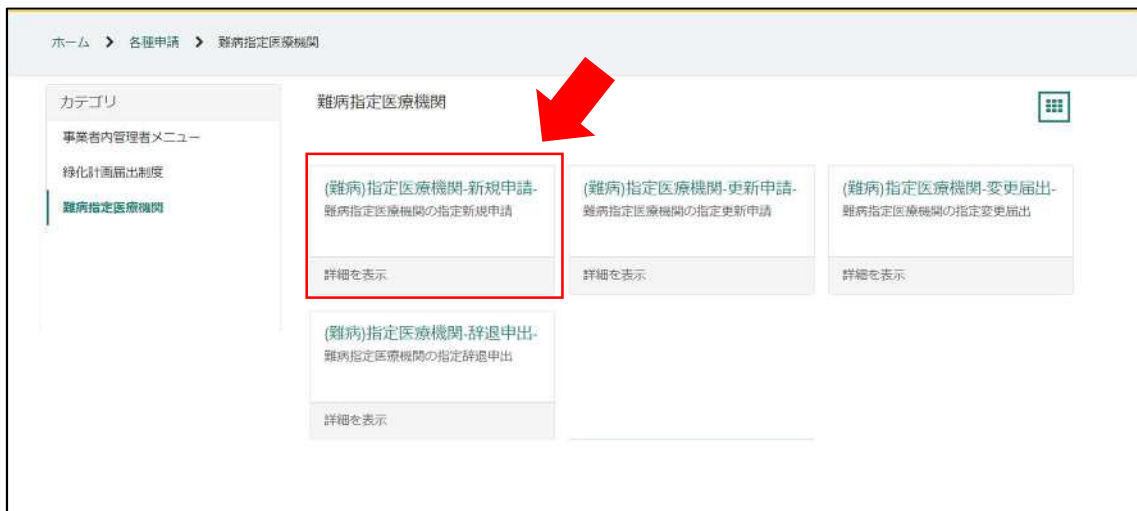 ホーム > 各種申請 > 難病指定医療機関
カテゴリ
事業者内管理者メニュー
緑化計画届出制度
難病指定医療機関
難病指定医療機関
(難病)指定医療機関-新規申請-
難病指定医療機関の指定新規申請
詳細を表示
(難病)指定医療機関-更新申請-
難病指定医療機関の指定更新申請
詳細を表示
(難病)指定医療機関-変更届出-
難病指定医療機関の指定変更届出
詳細を表示
(難病)指定医療機関-辞退申出-
難病指定医療機関の指定辞退申出
詳細を表示